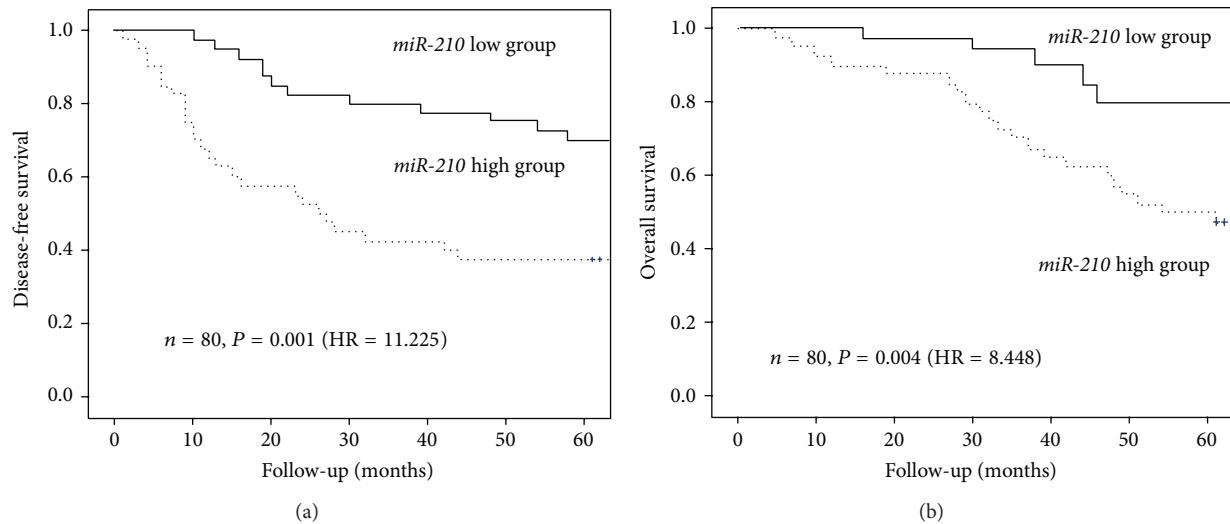 1.0
0.8
0.6
0.4
0.2
0.0
Disease-free survival
miR-210 low group
miR-210 high group
n = 80, P = 0.001 (HR = 11.225)
0 10 20 30 40 50 60
Follow-up (months)
(a)
1.0
0.8
0.6
0.4
0.2
0.0
Overall survival
miR-210 low group
miR-210 high group
n = 80, P = 0.004 (HR = 8.448)
0 10 20 30 40 50 60
Follow-up (months)
(b)